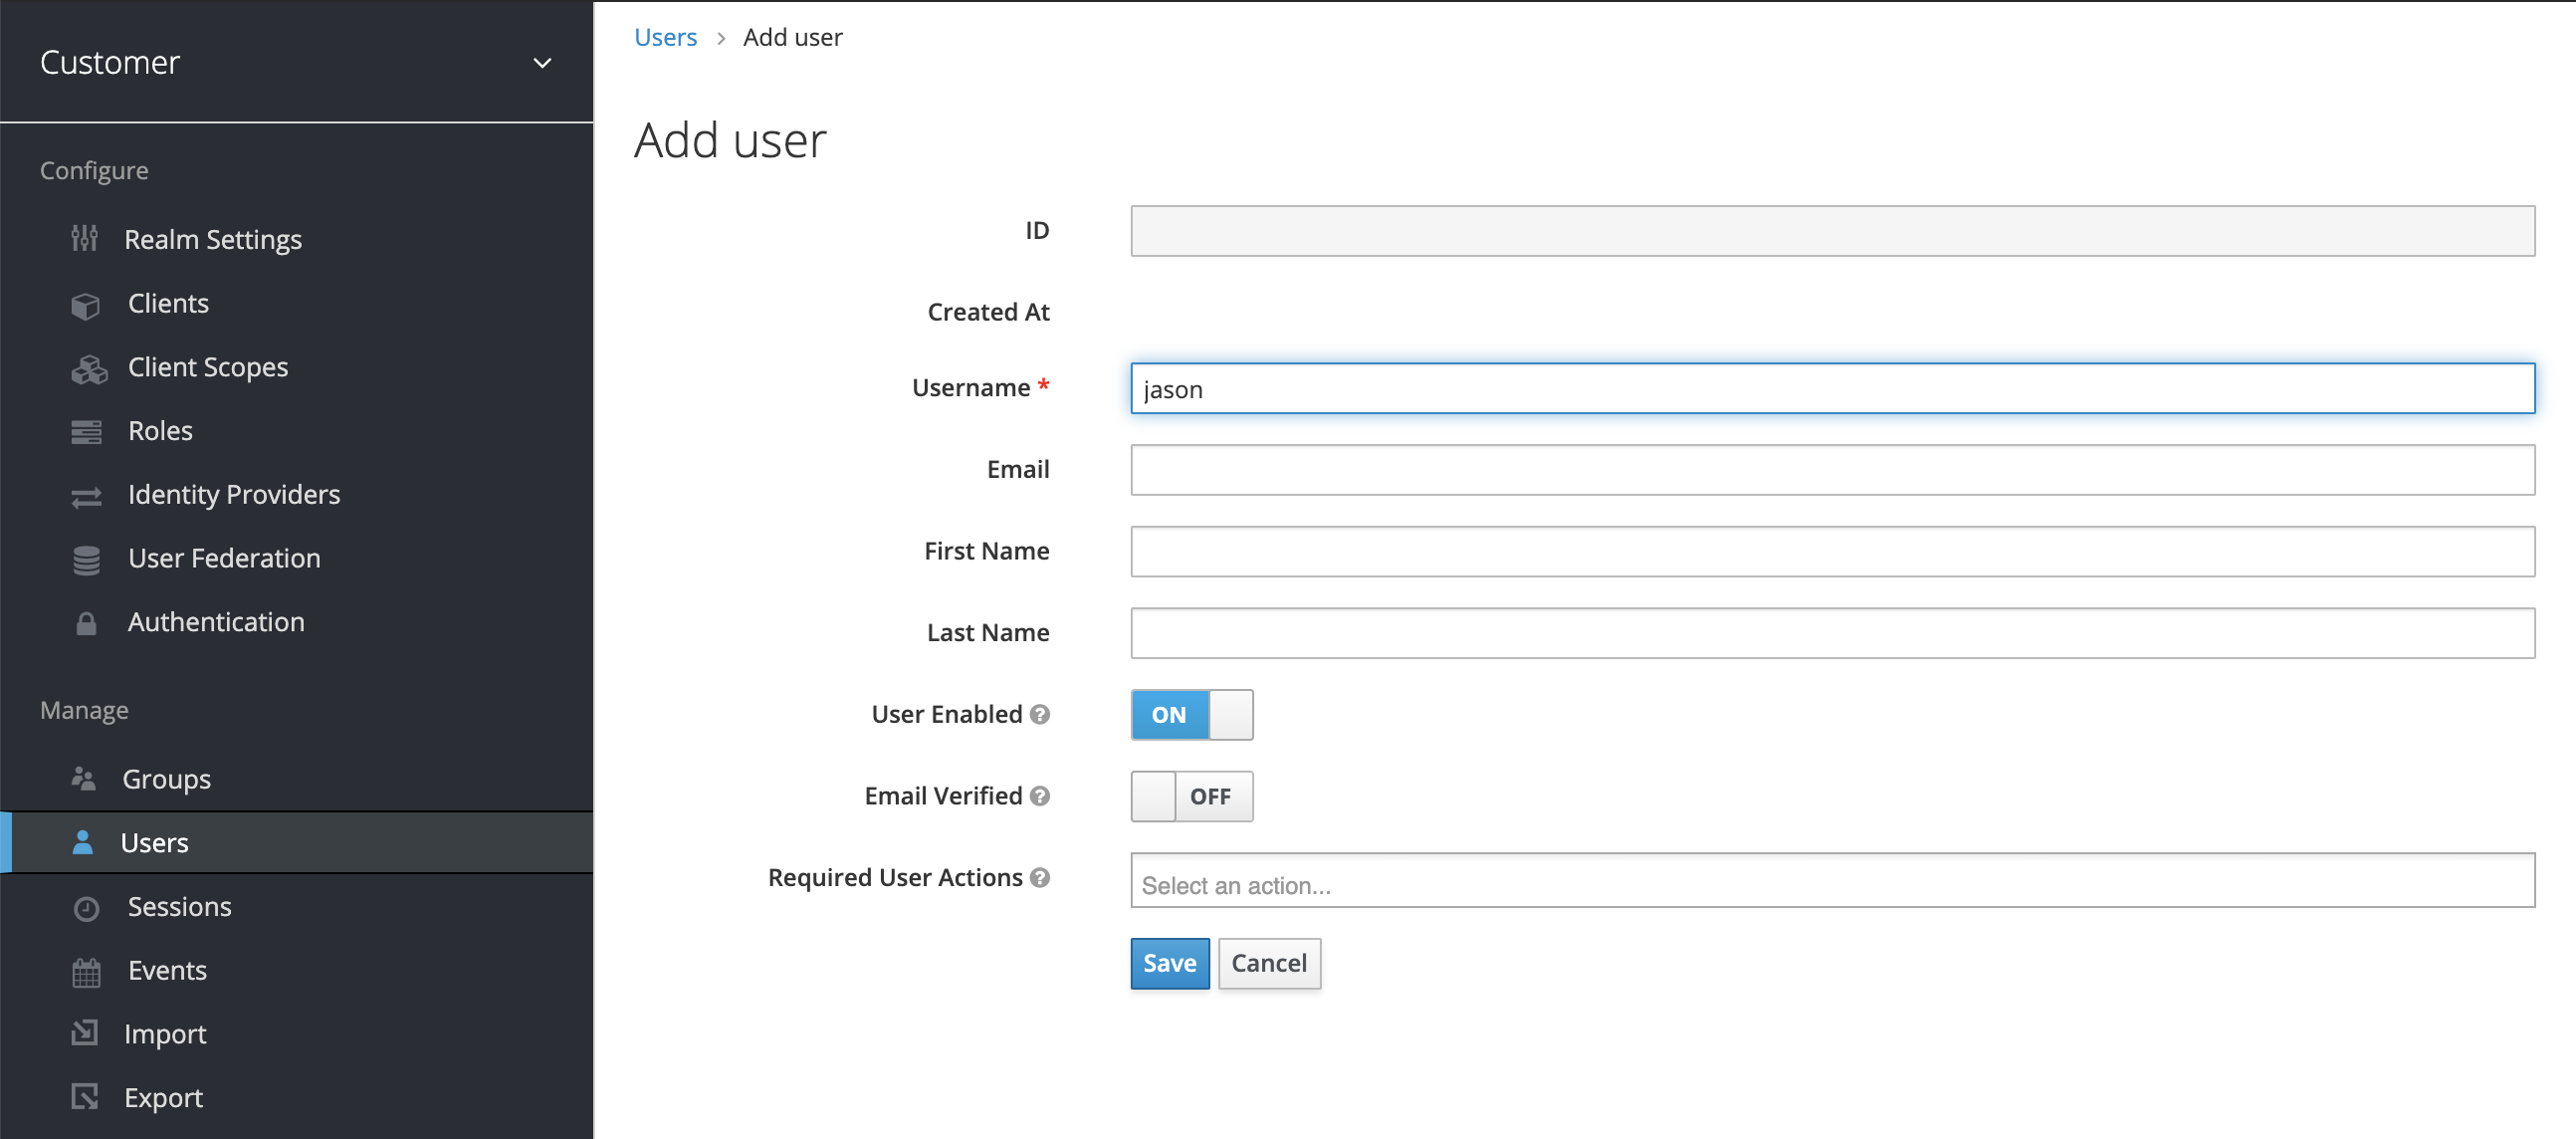 Customer
Configure
Realm Settings
Clients
Client Scopes
Roles
Identity Providers
User Federation
Authentication
Manage
Groups
Users
Sessions
Events
Import
Export
Users > Add user
Add user
ID
Created At
Username * jason
Email
First Name
Last Name
User Enabled ? ON
Email Verified ? OFF
Required User Actions ? Select an action...
Save Cancel